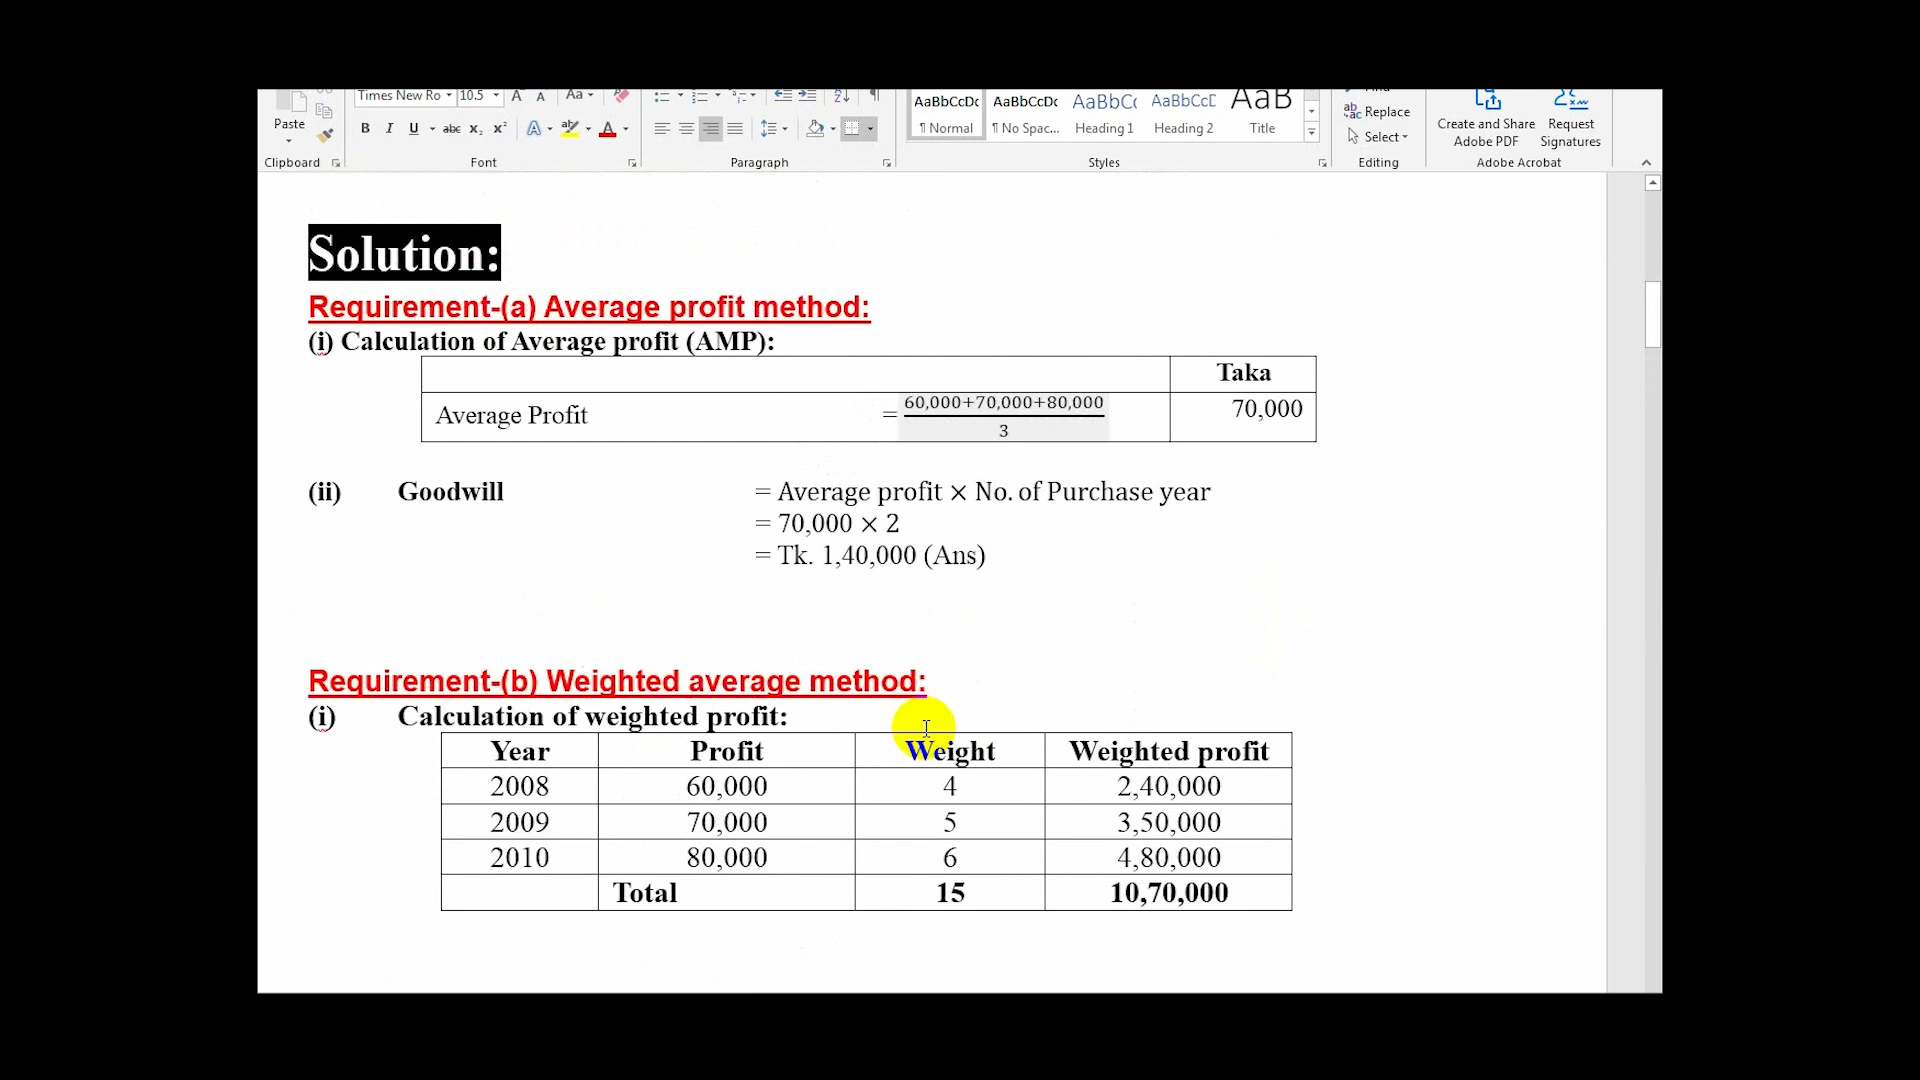 Times New Ro 10.5 A A Aa
AaBbCcDc AaBbCcDc AaBbCc AaBbCcD AaB
Replace
Paste B I U abc x₂ x² A A
¶ Normal ¶ No Spac... Heading 1 Heading 2 Title
Select
Create and Share Adobe PDF
Request Signatures
Clipboard Font Paragraph Styles Editing Adobe Acrobat
Solution:
Requirement-(a) Average profit method:
(i) Calculation of Average profit (AMP):
Taka
Average Profit = 60,000+70,000+80,000 / 3 70,000
(ii) Goodwill = Average profit × No. of Purchase year
= 70,000 × 2
= Tk. 1,40,000 (Ans)
Requirement-(b) Weighted average method:
(i) Calculation of weighted profit:
Year Profit Weight Weighted profit
2008 60,000 4 2,40,000
2009 70,000 5 3,50,000
2010 80,000 6 4,80,000
Total 15 10,70,000